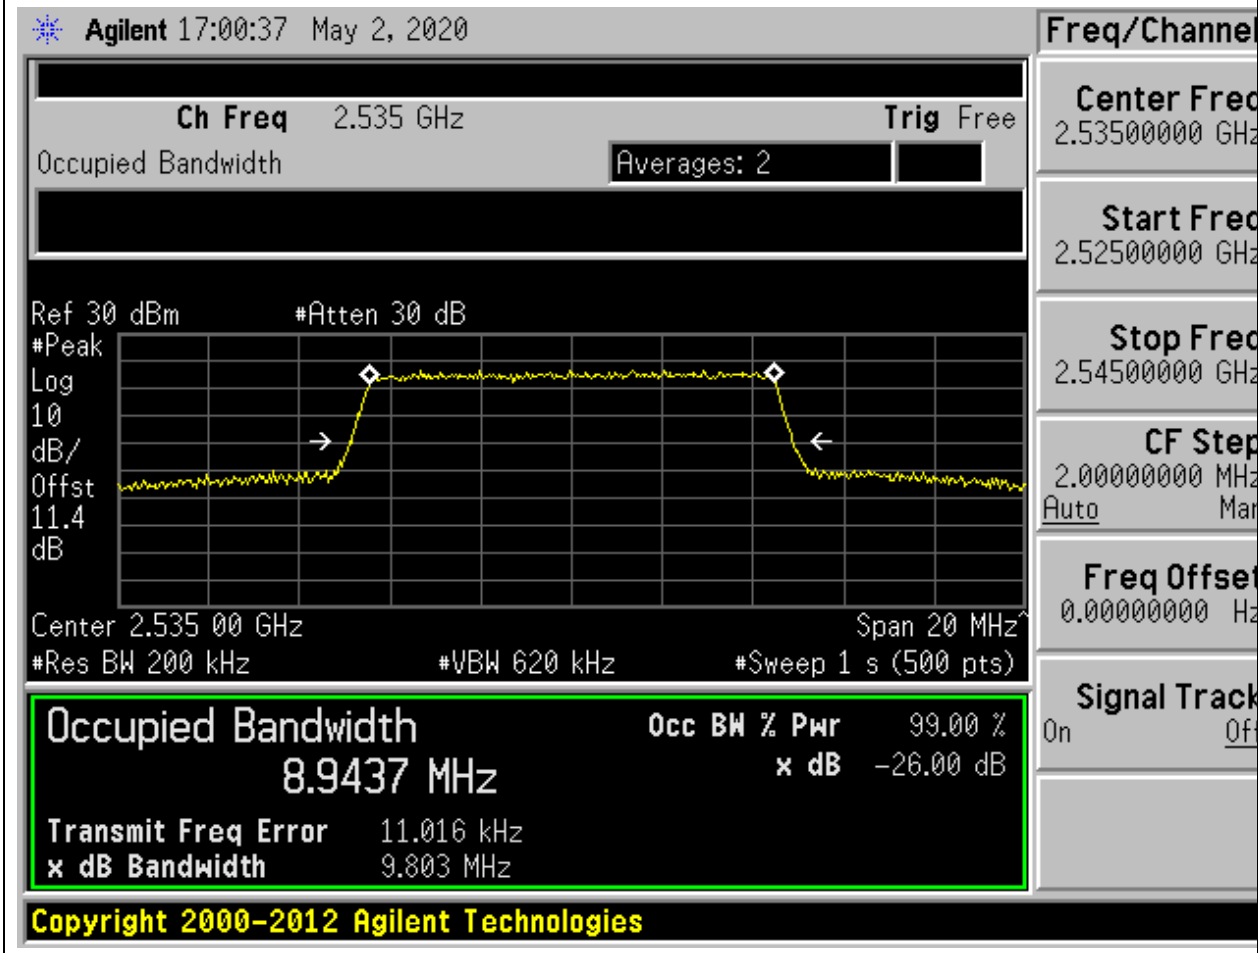 Agilent 17:00:37 May 2, 2020
Freq/Channel
Ch Freq 2.535 GHz Trig Free
Occupied Bandwidth Averages: 2
Center Freq
2.53500000 GHz
Start Freq
2.52500000 GHz
Stop Freq
2.54500000 GHz
CF Step
2.00000000 MHz
Auto Man
Freq Offset
0.00000000 Hz
Signal Track
On Off
Ref 30 dBm #Atten 30 dB
#Peak
Log
10
dB/
Offst
11.4
dB
Center 2.535 00 GHz Span 20 MHz^
#Res BW 200 kHz #VBW 620 kHz #Sweep 1 s (500 pts)
Occupied Bandwidth Occ BW % Pwr 99.00 %
8.9437 MHz x dB -26.00 dB
Transmit Freq Error 11.016 kHz
x dB Bandwidth 9.803 MHz
Copyright 2000-2012 Agilent Technologies